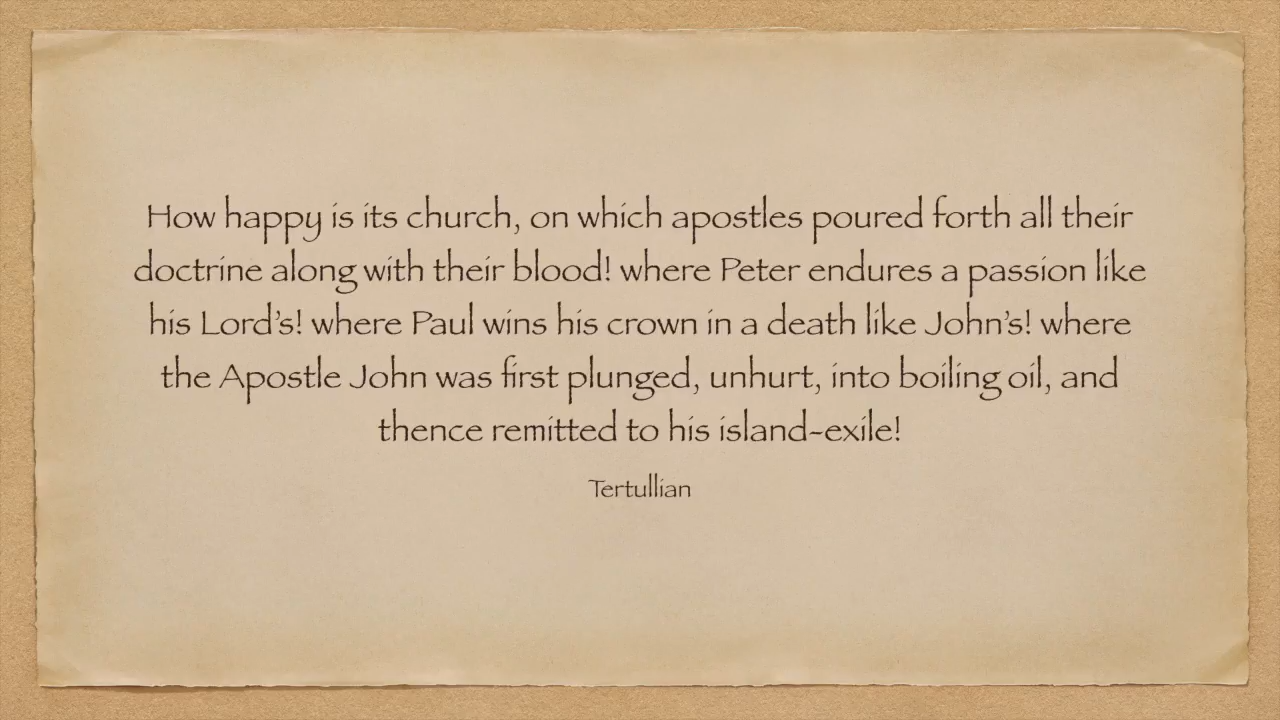 How happy is its church, on which apostles poured forth all their
doctrine along with their blood! where Peter endures a passion like
his Lord's! where Paul wins his crown in a death like John's! where
the Apostle John was first plunged, unhurt, into boiling oil, and
thence remitted to his island-exile!
Tertullian